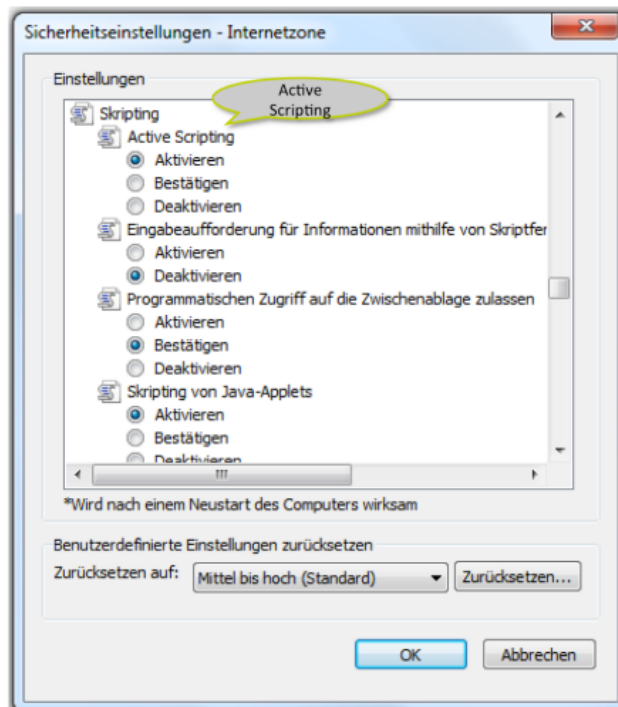 Sicherheitseinstellungen - Internetzone
Einstellungen
Active
Scripting
Skripting
Active Scripting
Aktivieren
Bestätigen
Deaktivieren
Eingabeaufforderung für Informationen mithilfe von Skriptfer
Aktivieren
Deaktivieren
Programmatischen Zugriff auf die Zwischenablage zulassen
Aktivieren
Bestätigen
Deaktivieren
Skripting von Java-Applets
Aktivieren
Bestätigen
Deaktivieren
*Wird nach einem Neustart des Computers wirksam
Benutzerdefinierte Einstellungen zurücksetzen
Zurücksetzen auf: Mittel bis hoch (Standard) Zurücksetzen...
OK Abbrechen